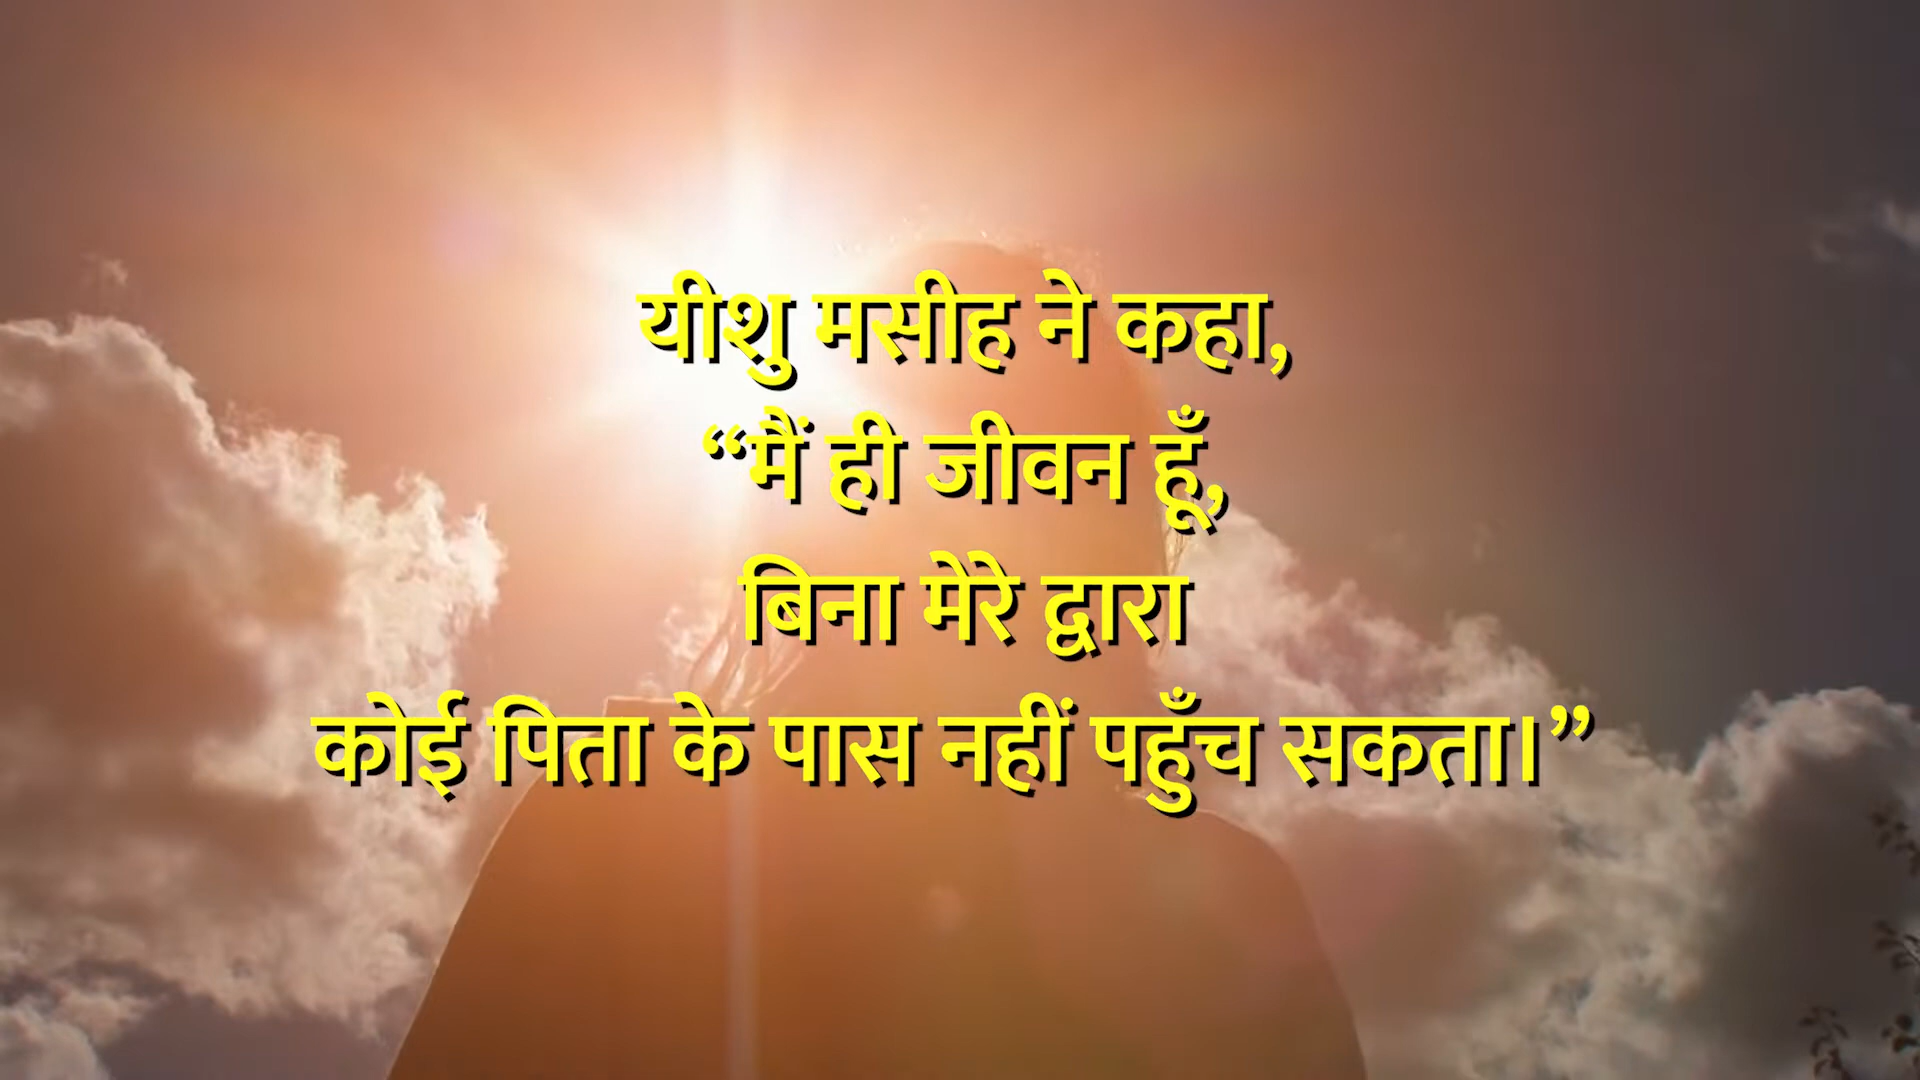 यीशु मसीह ने कहा,
“मैं ही जीवन हूँ,
बिना मेरे द्वारा
कोई पिता के पास नहीं पहुँच सकता।”